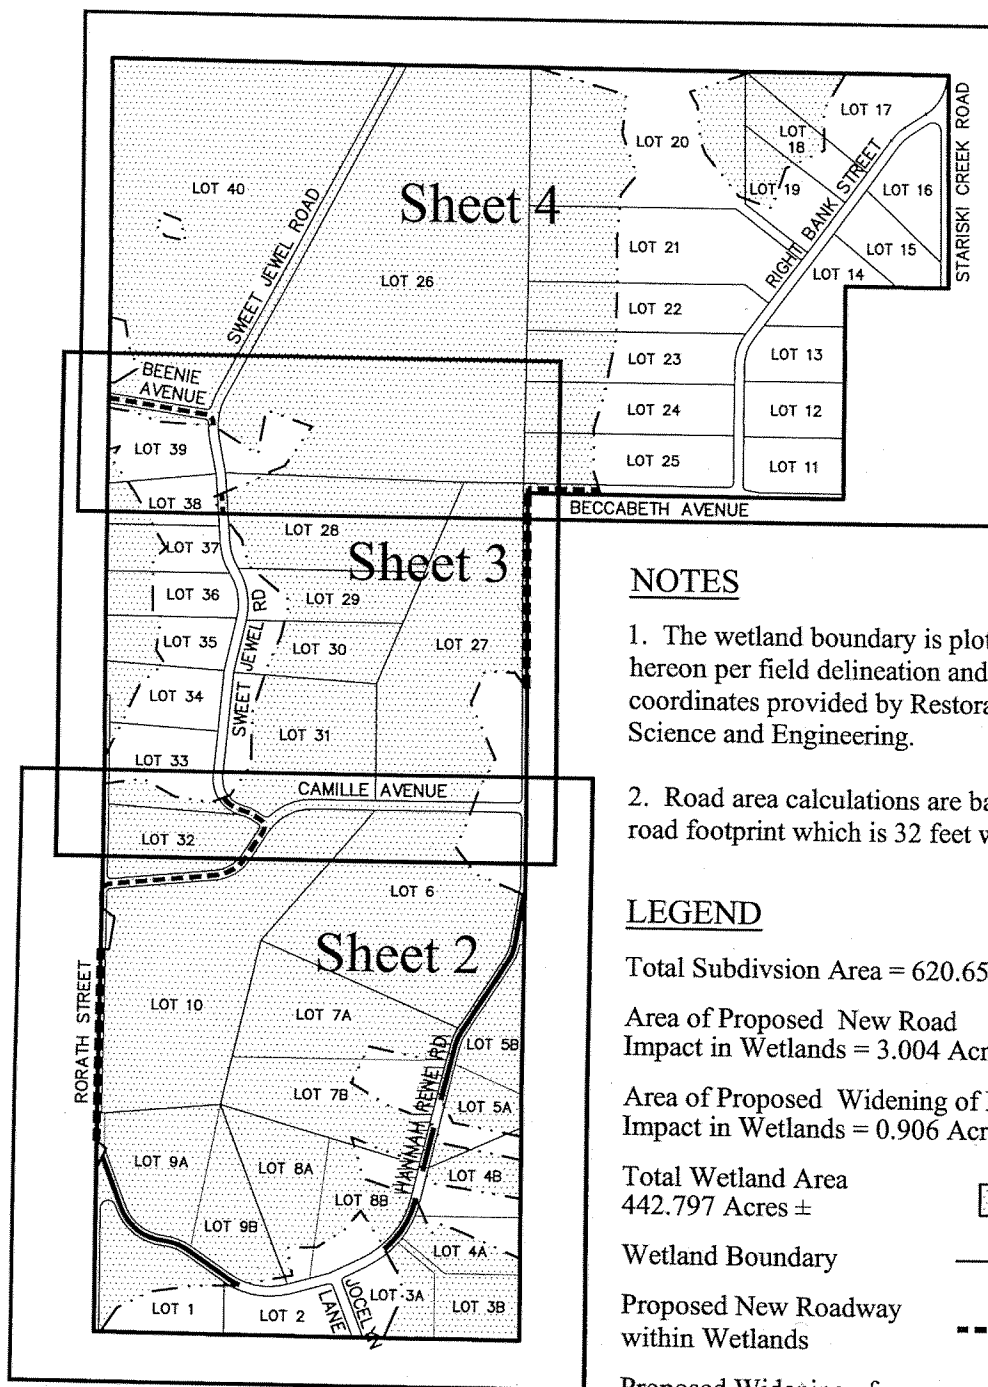 LOT 17
LOT 20
LOT
18
STARISKI CREEK ROAD
LOT 40
Sheet 4
LOT 19
LOT 16
SWEET JEWEL ROAD
RIGHT BANK STREET
LOT 21
LOT 15
LOT 14
LOT 26
LOT 22
LOT 13
LOT 23
BEENIE
AVENUE
LOT 24
LOT 12
LOT 39
LOT 25
LOT 11
LOT 38
BECCABETH AVENUE
LOT 28
LOT 37
Sheet 3
LOT 36
LOT 29
LOT 35
SWEET JEWEL RD
LOT 30
LOT 27
LOT 34
LOT 31
LOT 33
CAMILLE AVENUE
LOT 32
LOT 6
Sheet 2
LOT 10
LOT 7A
RORATH STREET
LOT 5B
HANNAH RENE RD
LOT 7B
LOT 5A
LOT 9A
LOT 8A
LOT 4B
LOT 8B
LOT 9B
LOT 4A
LOT 1
LOT 2
JOCELYN
LANE
LOT 3A
LOT 3B
NOTES
1. The wetland boundary is plot
hereon per field delineation and
coordinates provided by Restora
Science and Engineering.
2. Road area calculations are ba
road footprint which is 32 feet w
LEGEND
Total Subdivsion Area = 620.65
Area of Proposed New Road
Impact in Wetlands = 3.004 Acr
Area of Proposed Widening of
Impact in Wetlands = 0.906 Acr
Total Wetland Area
442.797 Acres ±
Wetland Boundary
Proposed New Roadway
within Wetlands
Proposed Widening of